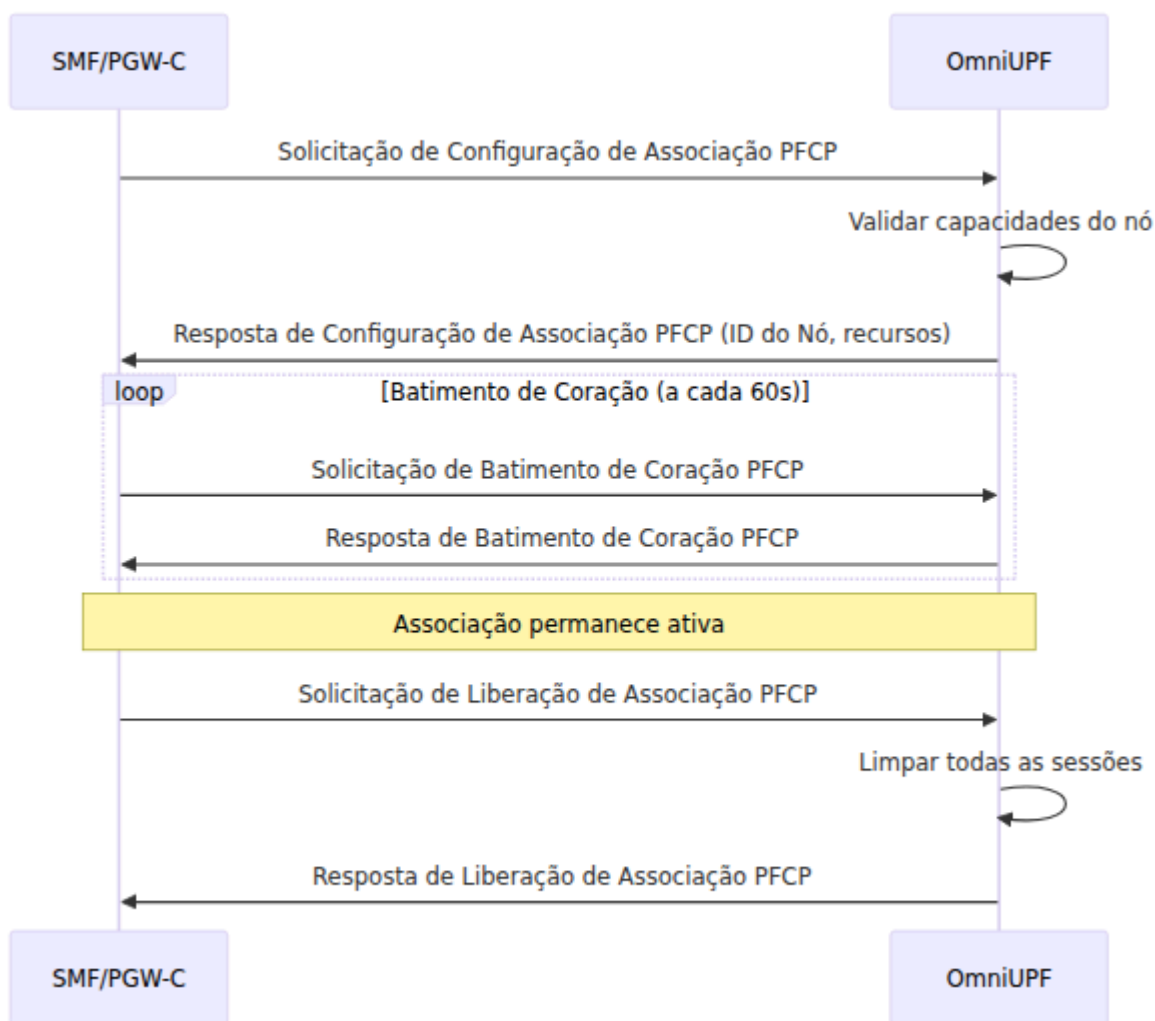 SMF/PGW-C
OmniUPF
Solicitação de Configuração de Associação PFCP
Validar capacidades do nó
Resposta de Configuração de Associação PFCP (ID do Nó, recursos)
loop
[Batimento de Coração (a cada 60s)]
Solicitação de Batimento de Coração PFCP
Resposta de Batimento de Coração PFCP
Associação permanece ativa
Solicitação de Liberação de Associação PFCP
Limpar todas as sessões
Resposta de Liberação de Associação PFCP
SMF/PGW-C
OmniUPF